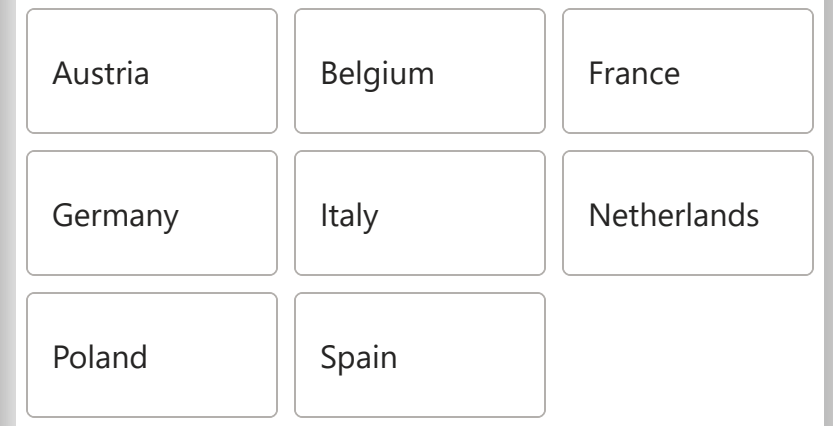 Austria
Belgium
France
Germany
Italy
Netherlands
Poland
Spain